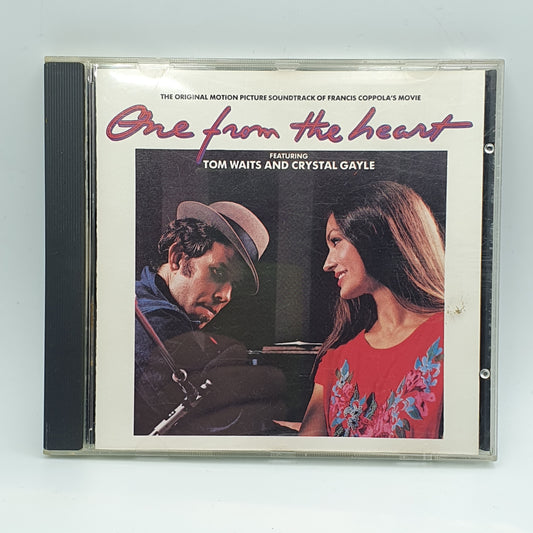 THE ORIGINAL MOTION PICTURE SOUNDTRACK OF FRANCIS COPPOLA'S MOVIE
One from the heart
FEATURING
TOM WAITS AND CRYSTAL GAYLE